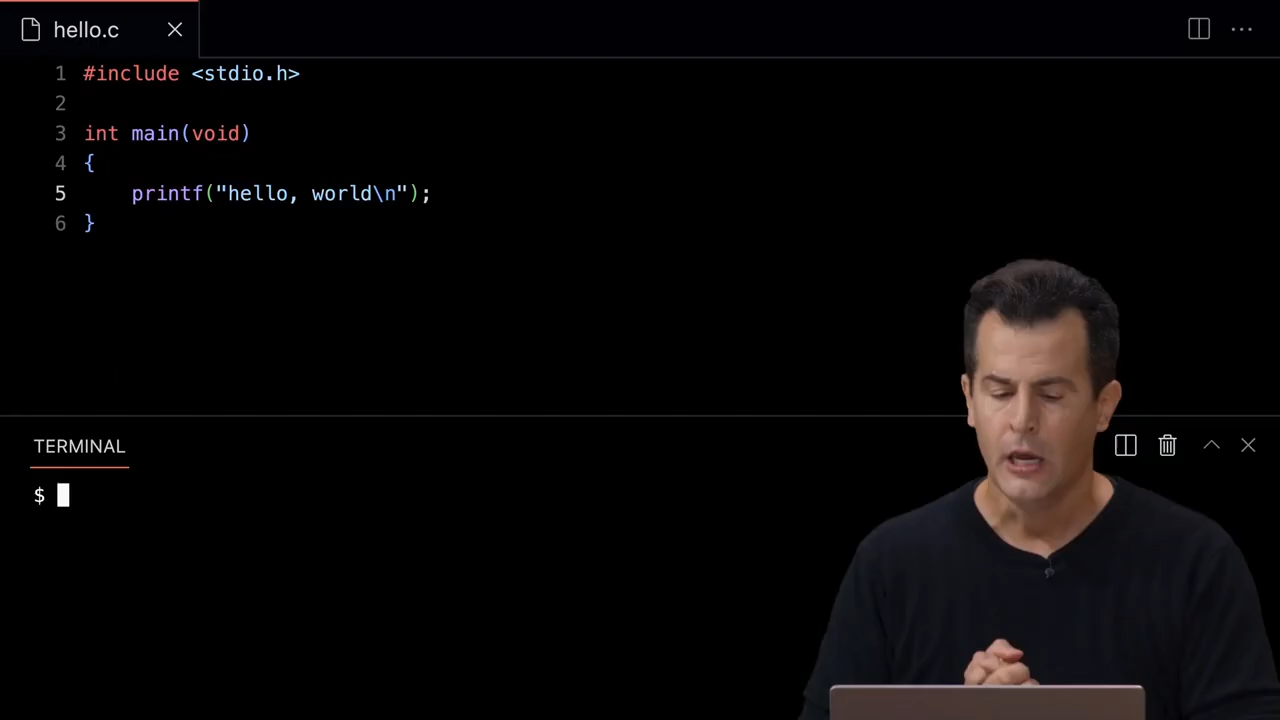 hello.c
1 #include <stdio.h>
2
3 int main(void)
4 {
5     printf("hello, world\n");
6 }
TERMINAL
$